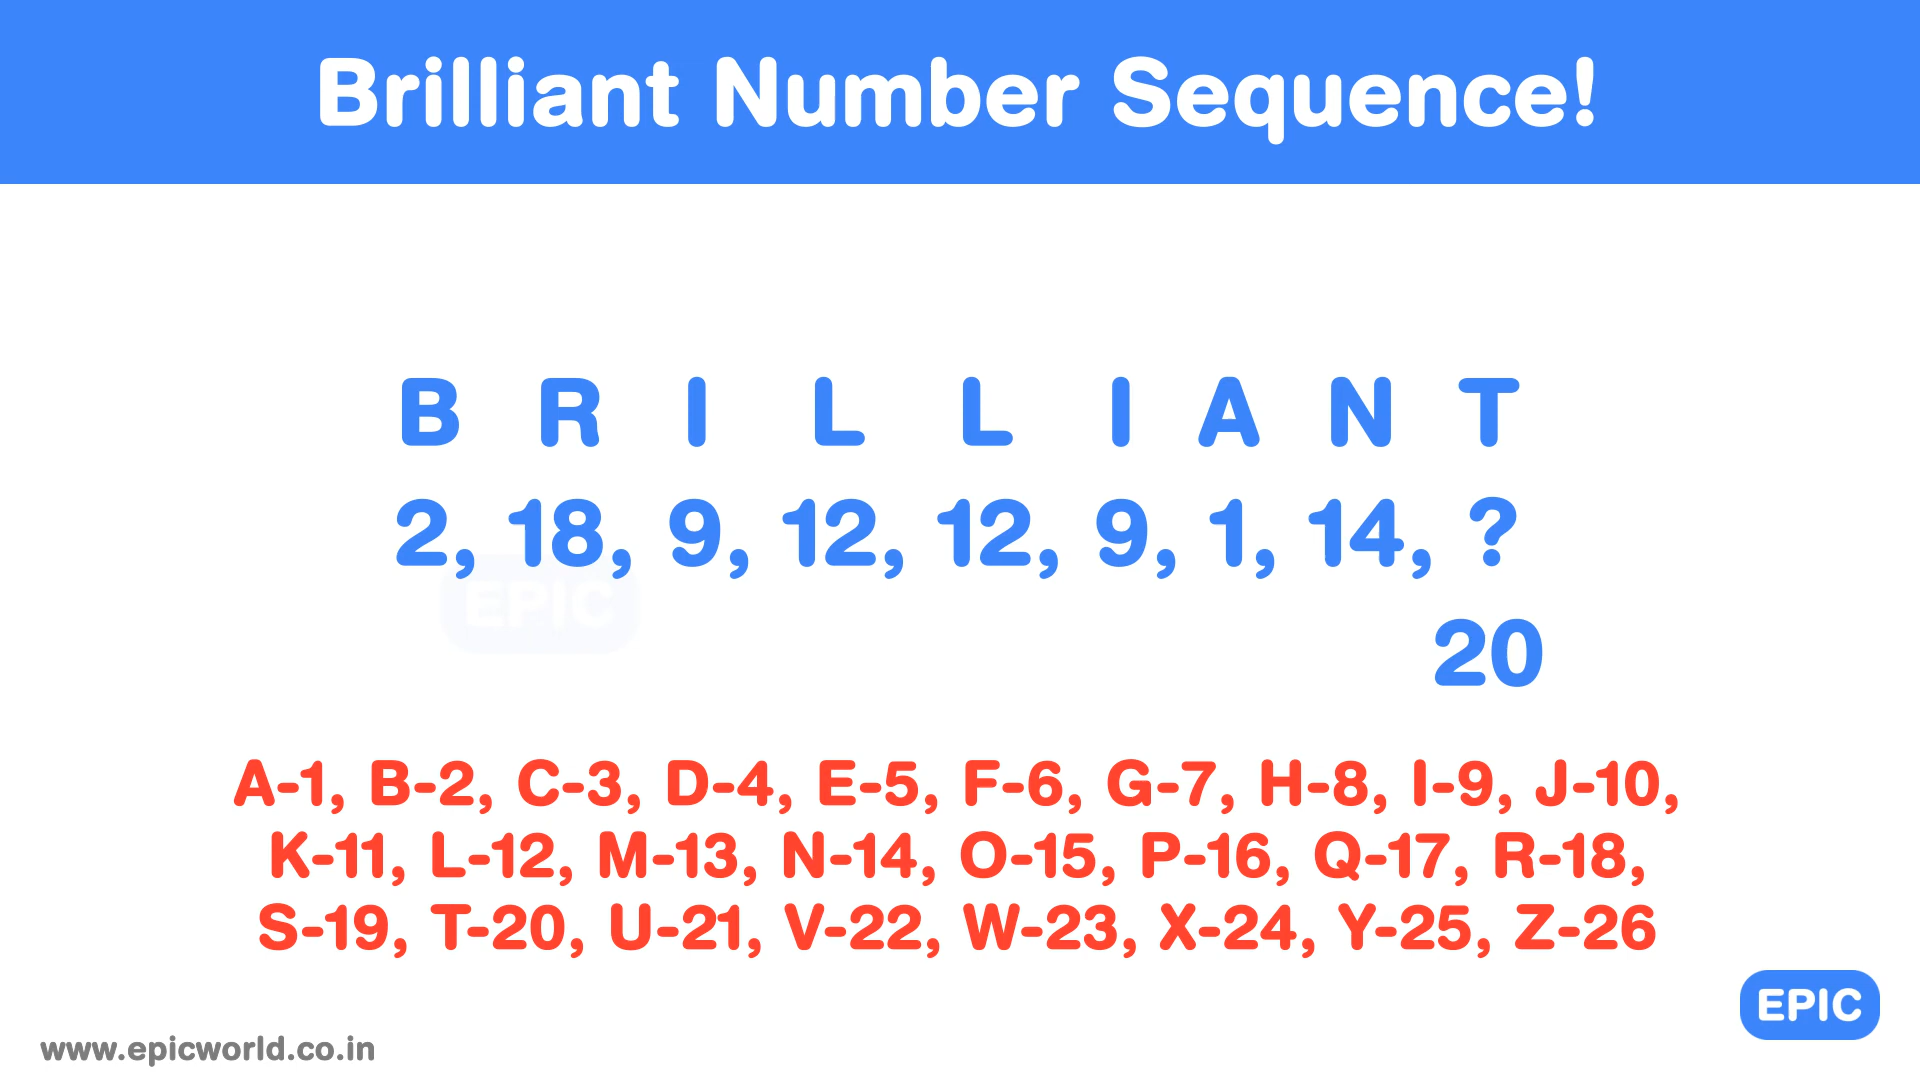 Brilliant Number Sequence!
B R I L L I A N T
2, 18, 9, 12, 12, 9, 1, 14, ?
EPIC
20
A-1, B-2, C-3, D-4, E-5, F-6, G-7, H-8, I-9, J-10,
K-11, L-12, M-13, N-14, O-15, P-16, Q-17, R-18,
S-19, T-20, U-21, V-22, W-23, X-24, Y-25, Z-26
EPIC
www.epicworld.co.in